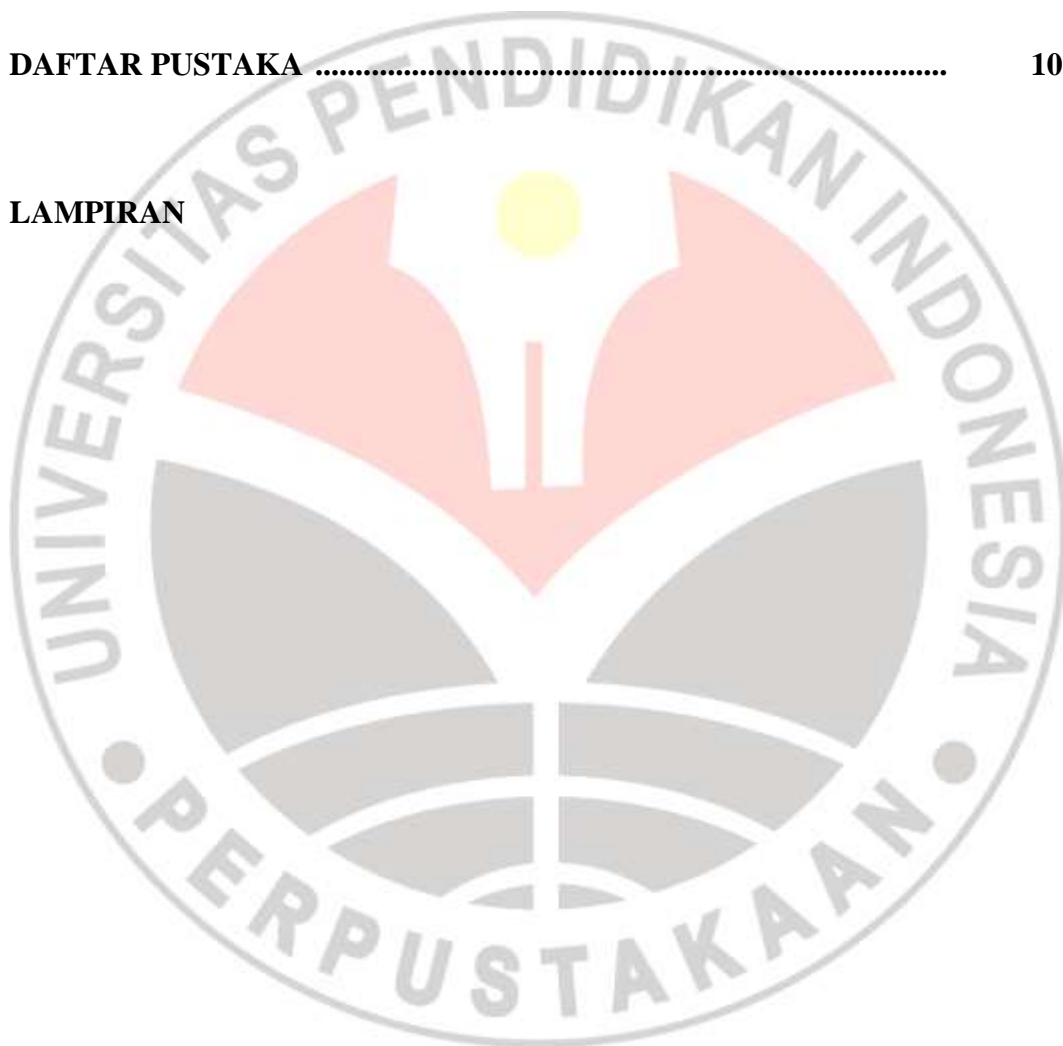 DAFTAR PUSTAKA ................................................................................ 10
LAMPIRAN
UNIVERSITAS PENDIDIKAN INDONESIA
• PERPUSTAKAAN •